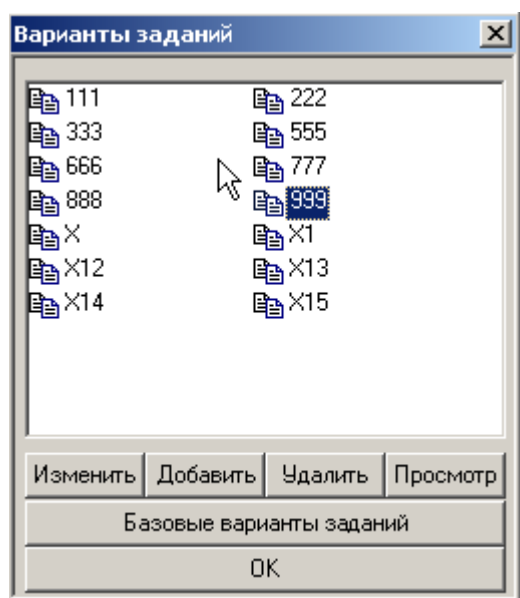 Варианты заданий
111 222
333 555
666 777
888 999
X X1
X12 X13
X14 X15
Изменить Добавить Удалить Просмотр
Базовые варианты заданий
OK